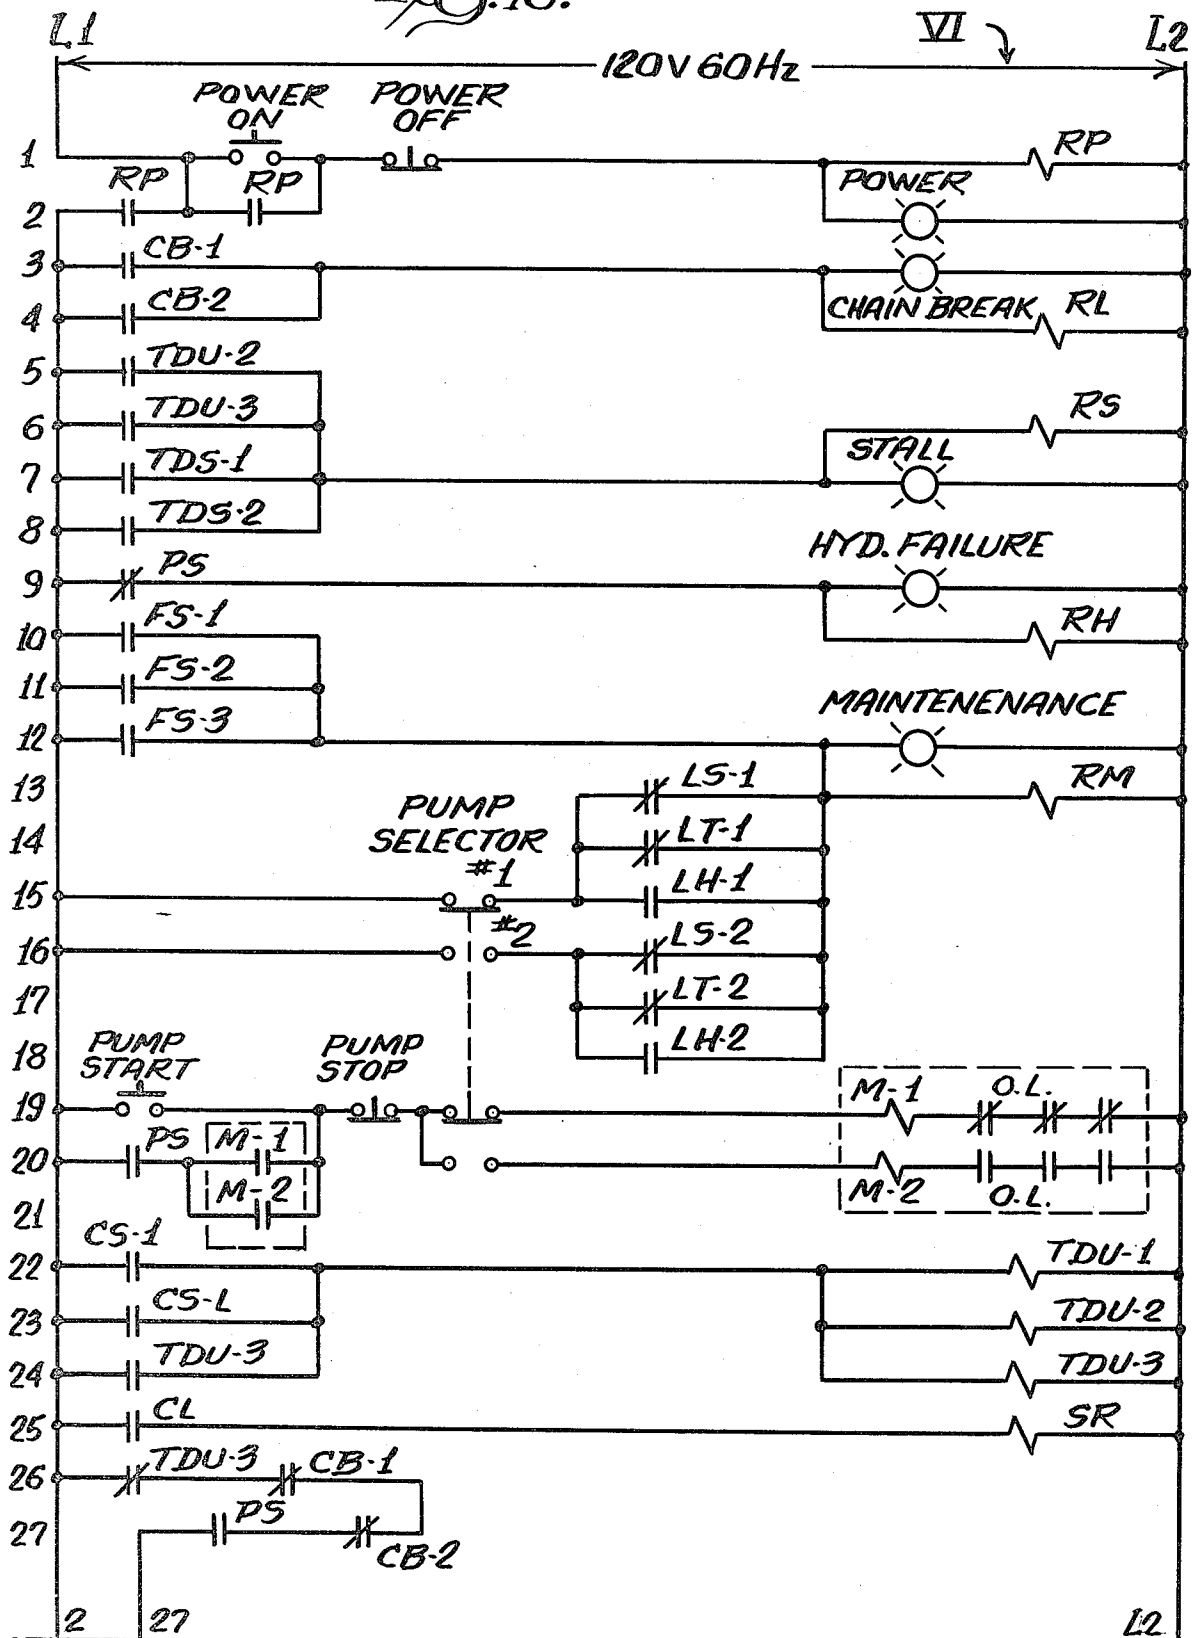 Fig. 10.
L1 VI L2
120V 60Hz
POWER ON POWER OFF
1 RP
RP RP POWER
2
3 CB-1
4 CB-2 CHAIN BREAK RL
5 TDU-2
6 TDU-3 RS
7 TDS-1 STALL
8 TDS-2
HYD. FAILURE
9 PS
10 FS-1 RH
11 FS-2
MAINTENENANCE
12 FS-3
13 LS-1 RM
PUMP SELECTOR
14 LT-1
#1
15 LH-1
#2
16 LS-2
17 LT-2
18 LH-2
PUMP START PUMP STOP
19 M-1 O.L.
20 PS M-1
M-2 O.L.
21 M-2
22 CS-1 TDU-1
23 CS-L TDU-2
24 TDU-3 TDU-3
25 CL SR
26 TDU-3 CB-1
27 PS CB-2
2 27 L2